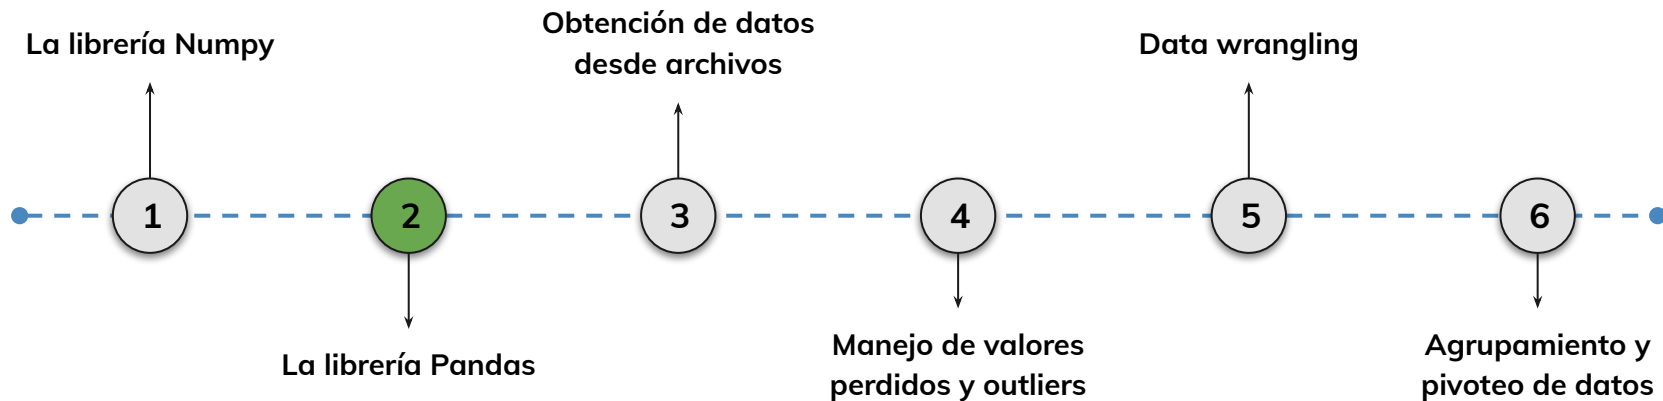 La librería Numpy
Obtención de datos
desde archivos
Data wrangling
1
2
3
4
5
6
La librería Pandas
Manejo de valores
perdidos y outliers
Agrupamiento y
pivoteo de datos